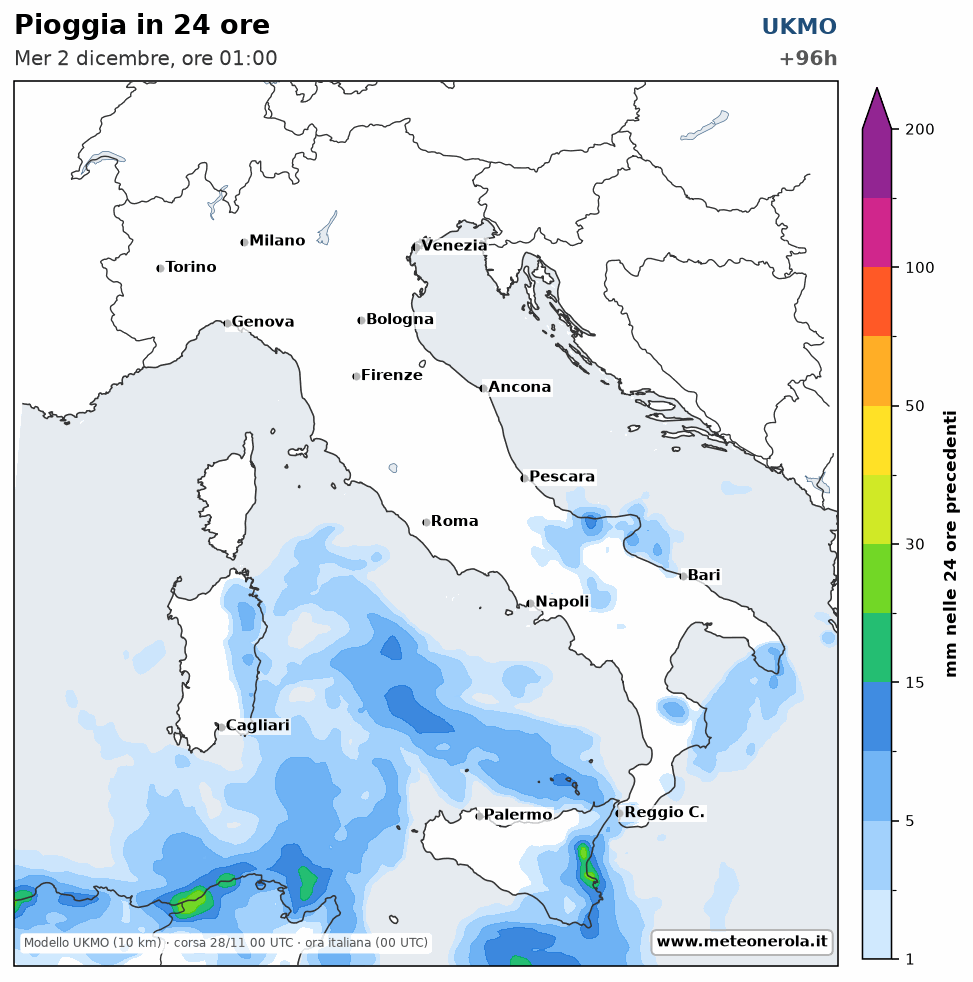 Pioggia in 24 ore
UKMO
Mer 2 dicembre, ore 01:00
+96h
200
100
50
30
15
5
1
mm nelle 24 ore precedenti
Milano
Venezia
Torino
Genova
Bologna
Firenze
Ancona
Pescara
Roma
Bari
Napoli
Cagliari
Palermo
Reggio C.
Modello UKMO (10 km) · corsa 28/11 00 UTC · ora italiana (00 UTC)
www.meteonerola.it